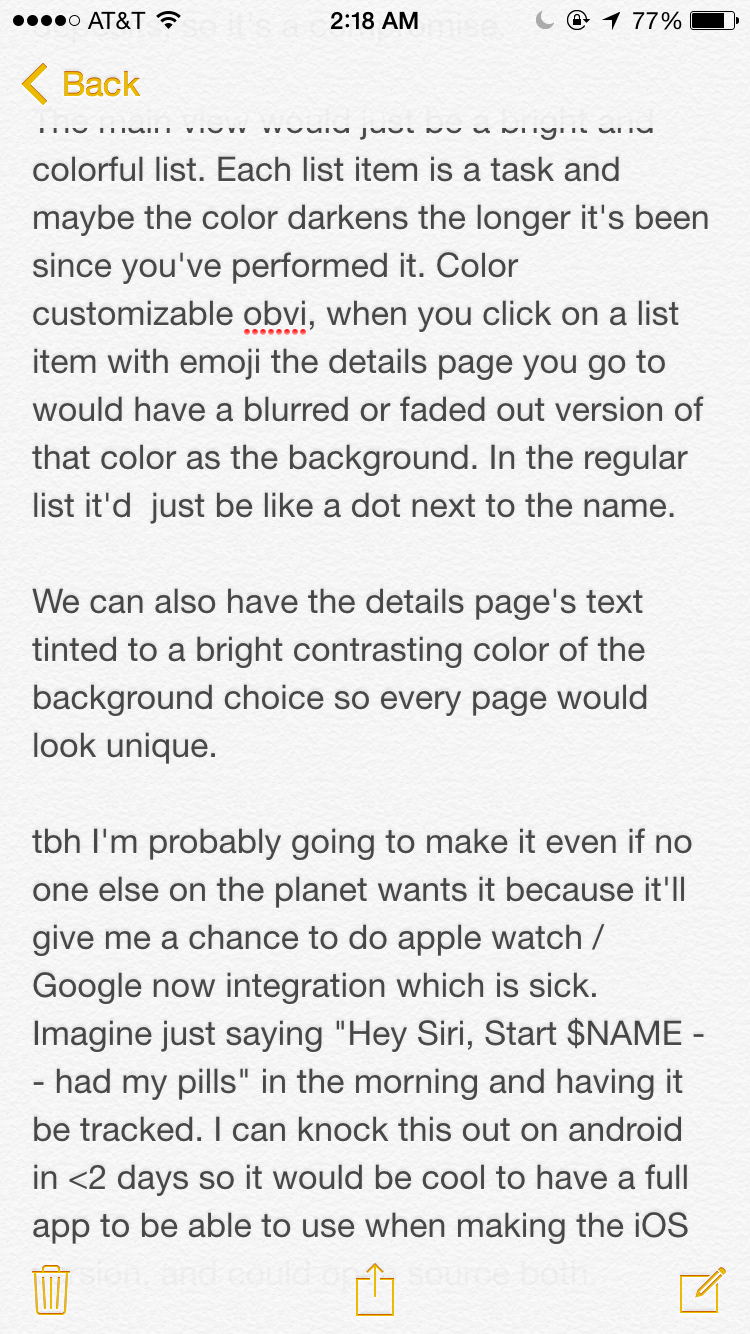 AT&T 2:18 AM 77%
so it's a compromise.
Back
The main view would just be a bright and
colorful list. Each list item is a task and
maybe the color darkens the longer it's been
since you've performed it. Color
customizable obvi, when you click on a list
item with emoji the details page you go to
would have a blurred or faded out version of
that color as the background. In the regular
list it'd  just be like a dot next to the name.
We can also have the details page's text
tinted to a bright contrasting color of the
background choice so every page would
look unique.
tbh I'm probably going to make it even if no
one else on the planet wants it because it'll
give me a chance to do apple watch /
Google now integration which is sick.
Imagine just saying "Hey Siri, Start $NAME -
- had my pills" in the morning and having it
be tracked. I can knock this out on android
in <2 days so it would be cool to have a full
app to be able to use when making the iOS
version. and could open source both.